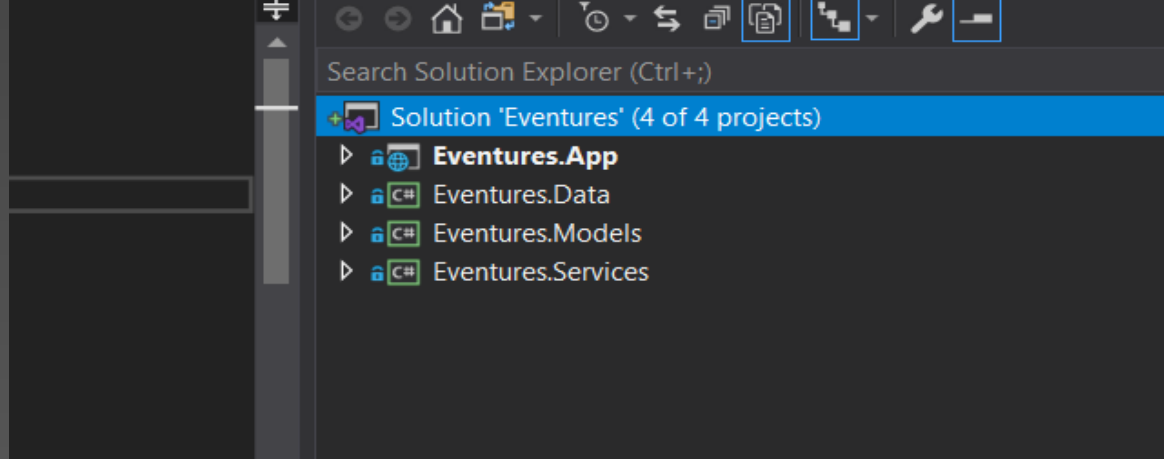 Search Solution Explorer (Ctrl+;)
Solution 'Eventures' (4 of 4 projects)
Eventures.App
C# Eventures.Data
C# Eventures.Models
C# Eventures.Services